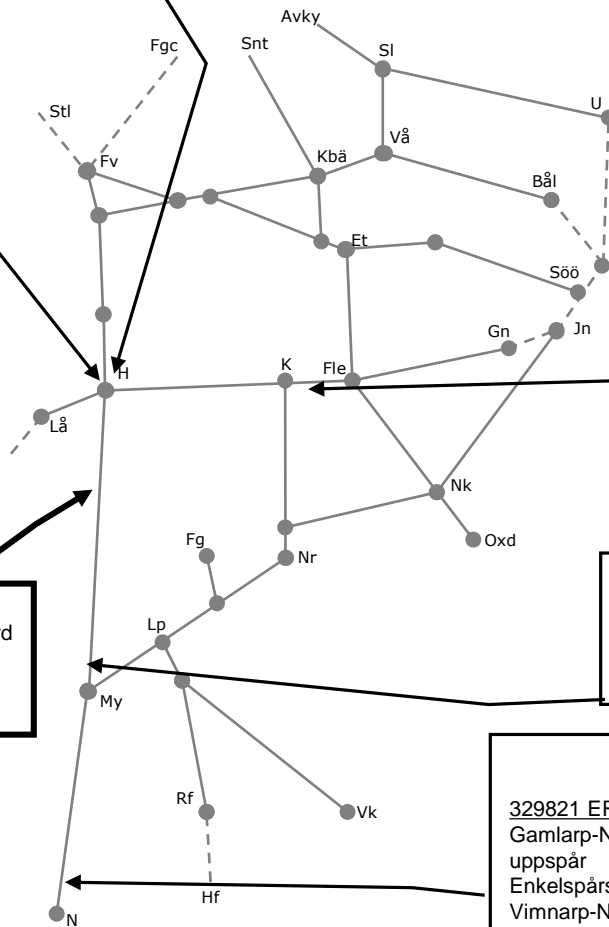 Avky
Fgc
Snt
Sl
Stl
U
Vå
Fv
Kbä
Bål
Et
Söö
Jn
Gn
H
K
Fle
Lå
Nk
Fg
Oxd
Nr
rd
Lp
My
Rf
Vk
329821
Gamlarp-N
uppspår
Enkelspårs
Vimnarp-N
Hf
N